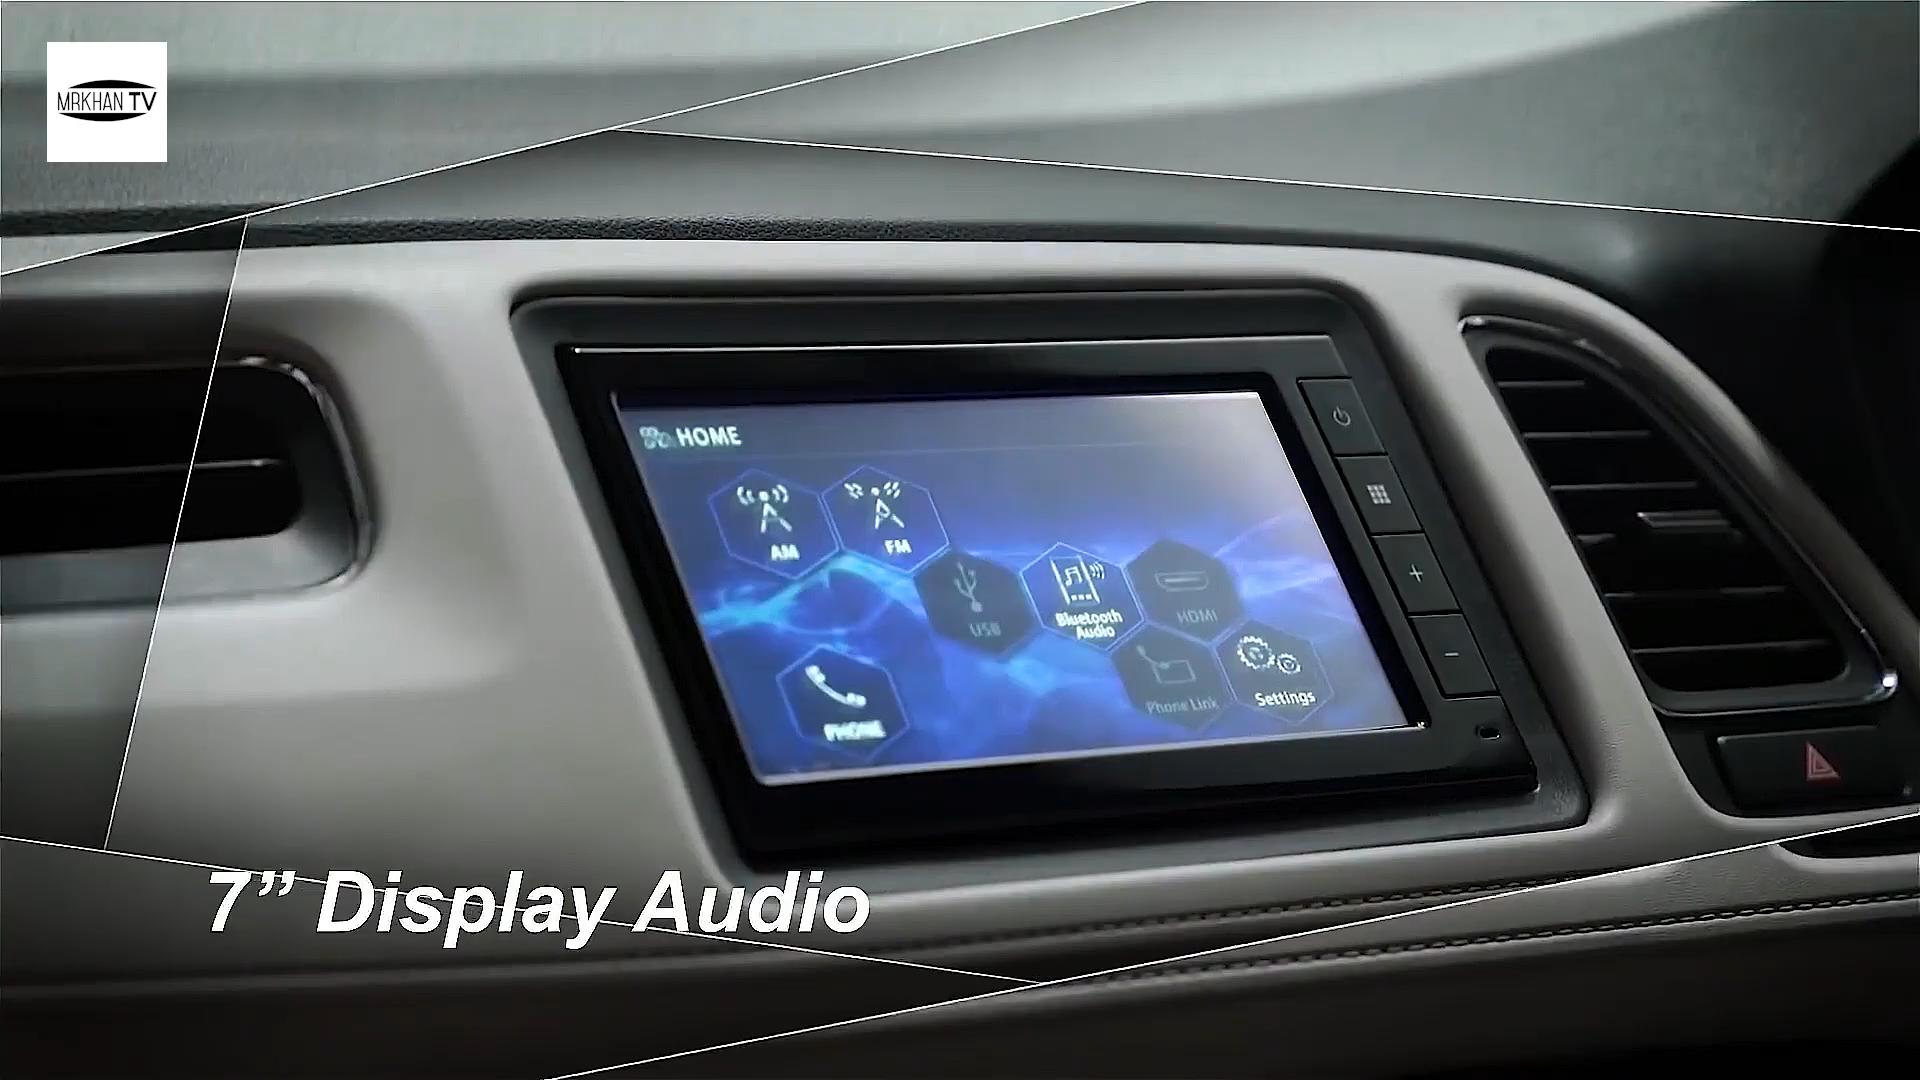 MRKHAN TV
HOME
AM
FM
USB
Bluetooth
Audio
HDMI
PHONE
Phone Link
Settings
7” Display Audio